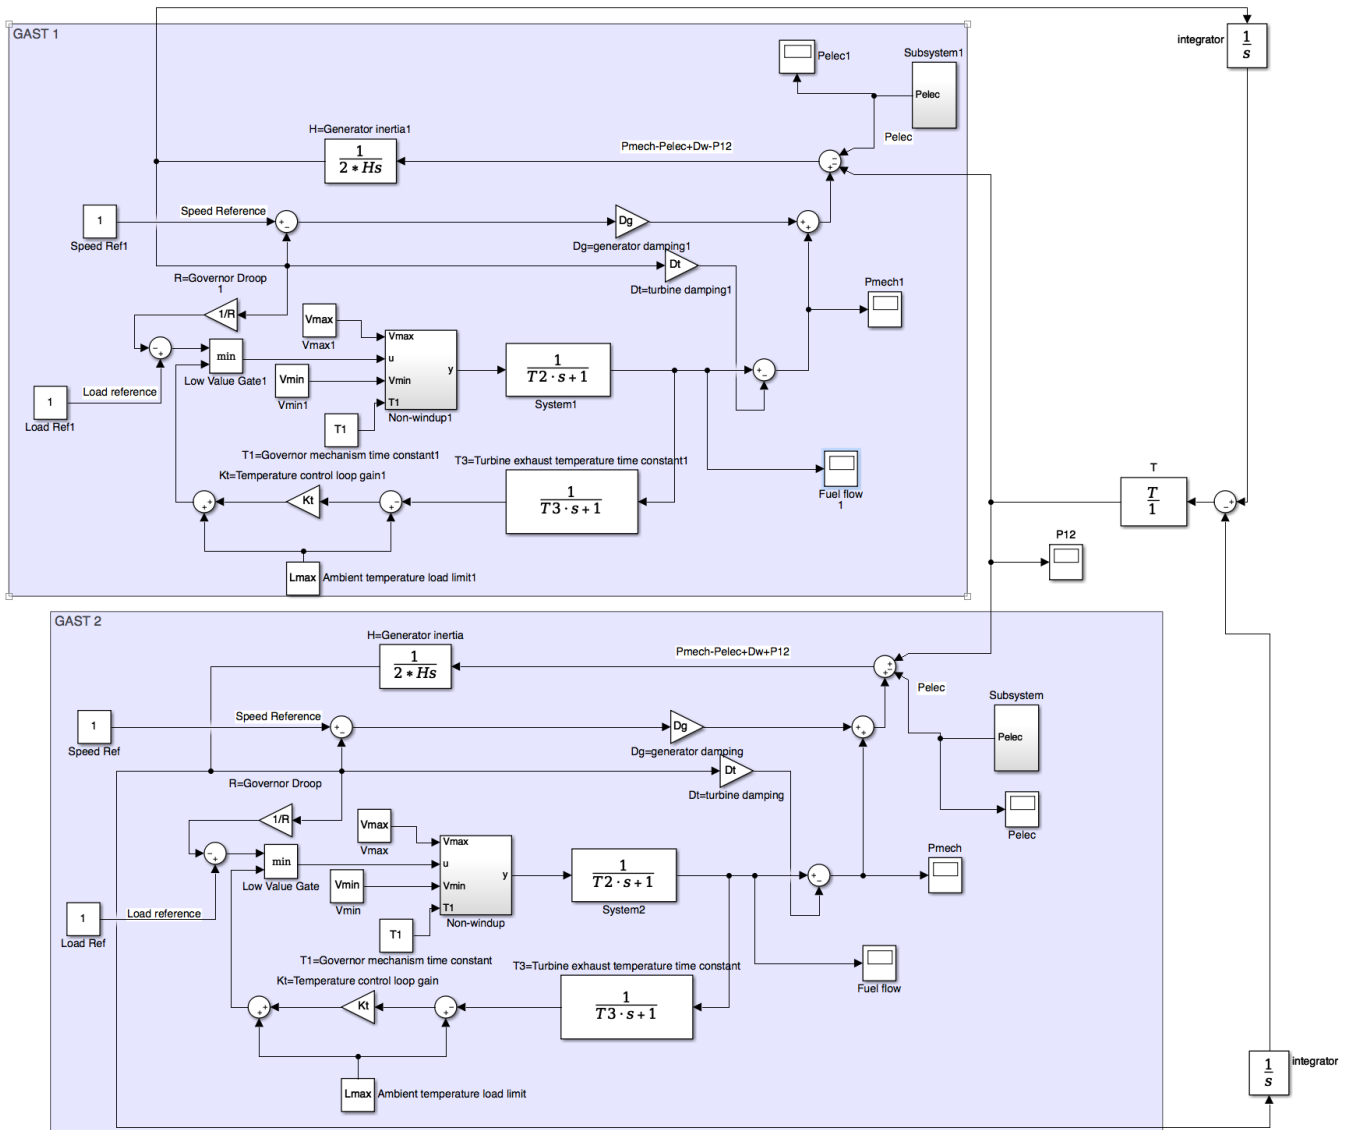 GAST 1
integrator
1
s
Pelec1
Subsystem1
Pelec
H=Generator inertia1
1
2 * Hs
Pmech-Pelec+Dw-P12
Pelec
1
Speed Reference
Speed Ref1
Dg
Dg=generator damping1
R=Governor Droop
1
Dt
Dt=turbine damping1
1/R
Vmax
Vmax1
Pmech1
min
Low Value Gate1
Vmax
u
Vmin
T1
y
Non-windup1
1
T2 · s + 1
System1
Vmin
Vmin1
1
Load reference
Load Ref1
T1
T1=Governor mechanism time constant1
T3=Turbine exhaust temperature time constant1
Kt=Temperature control loop gain1
Kt
1
T3 · s + 1
Fuel flow
1
T
T
1
P12
Lmax
Ambient temperature load limit1
GAST 2
H=Generator inertia
1
2 * Hs
Pmech-Pelec+Dw+P12
Pelec
Subsystem
Pelec
1
Speed Reference
Speed Ref
Dg
Dg=generator damping
R=Governor Droop
Dt
Dt=turbine damping
1/R
Vmax
Vmax
Pelec
min
Low Value Gate
Vmax
u
Vmin
T1
y
Non-windup
1
T2 · s + 1
System2
Pmech
Vmin
Vmin
1
Load reference
Load Ref
T1
T1=Governor mechanism time constant
T3=Turbine exhaust temperature time constant
Kt=Temperature control loop gain
Kt
1
T3 · s + 1
Fuel flow
1
s
integrator
Lmax
Ambient temperature load limit